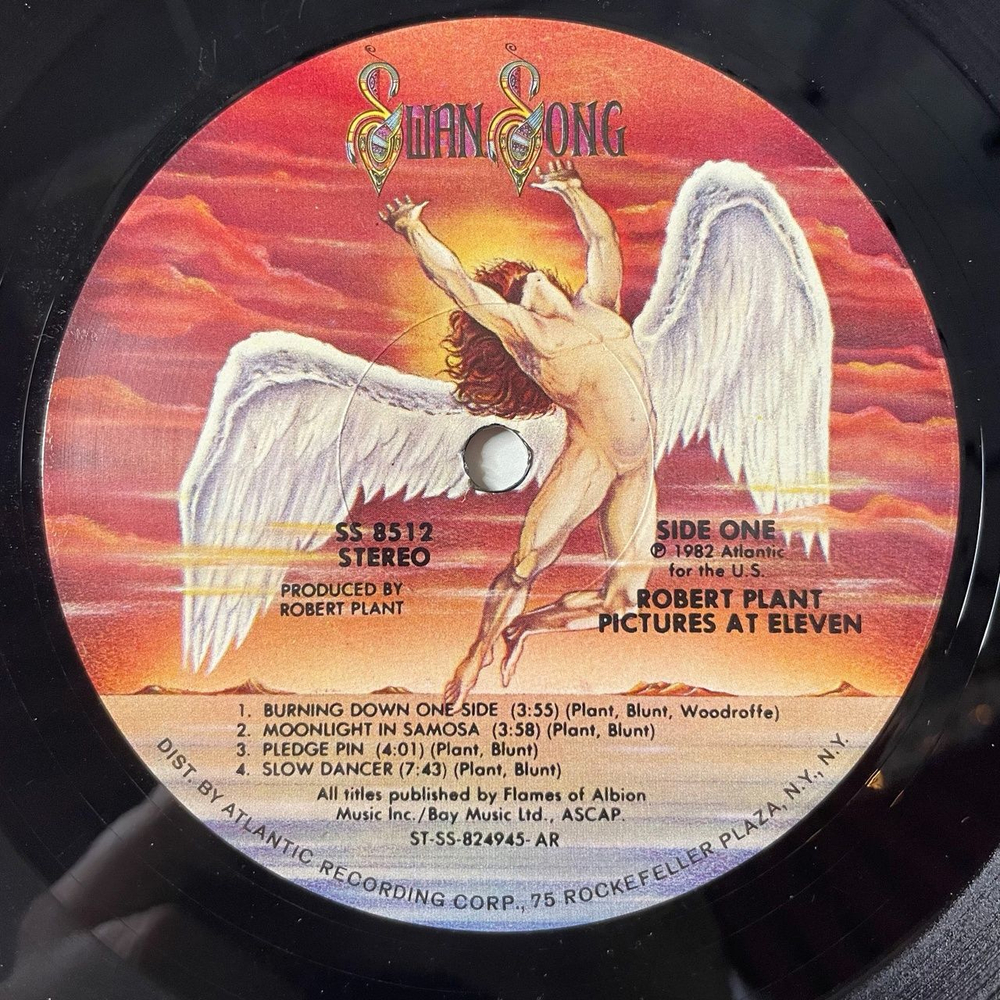 SWAN SONG
SS 8512
STEREO
PRODUCED BY
ROBERT PLANT
SIDE ONE
℗ 1982 Atlantic
for the U.S.
ROBERT PLANT
PICTURES AT ELEVEN
1. BURNING DOWN ONE SIDE (3:55) (Plant, Blunt, Woodroffe)
2. MOONLIGHT IN SAMOSA (3:58) (Plant, Blunt)
3. PLEDGE PIN (4:01) (Plant, Blunt)
4. SLOW DANCER (7:43) (Plant, Blunt)
All titles published by Flames of Albion
Music Inc./Bay Music Ltd., ASCAP.
ST-SS-824945-AR
DIST. BY ATLANTIC RECORDING CORP., 75 ROCKEFELLER PLAZA, N.Y., N.Y.